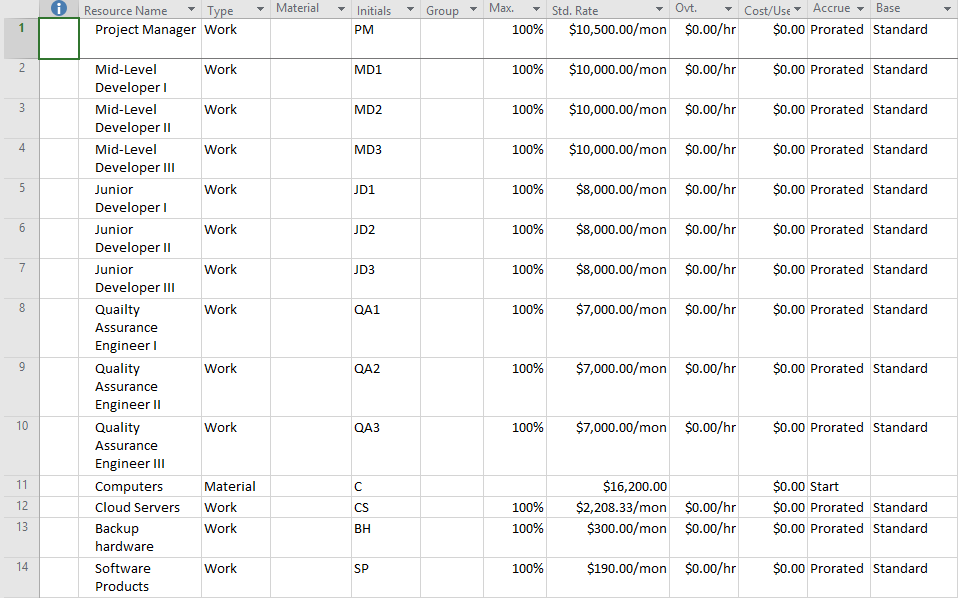 Resource Name Type Material Initials Group Max. Std. Rate Ovt. Cost/Use Accrue Base
1 Project Manager Work PM 100% $10,500.00/mon $0.00/hr $0.00 Prorated Standard
2 Mid-Level Work MD1 100% $10,000.00/mon $0.00/hr $0.00 Prorated Standard
Developer I
3 Mid-Level Work MD2 100% $10,000.00/mon $0.00/hr $0.00 Prorated Standard
Developer II
4 Mid-Level Work MD3 100% $10,000.00/mon $0.00/hr $0.00 Prorated Standard
Developer III
5 Junior Work JD1 100% $8,000.00/mon $0.00/hr $0.00 Prorated Standard
Developer I
6 Junior Work JD2 100% $8,000.00/mon $0.00/hr $0.00 Prorated Standard
Developer II
7 Junior Work JD3 100% $8,000.00/mon $0.00/hr $0.00 Prorated Standard
Developer III
8 Quailty Work QA1 100% $7,000.00/mon $0.00/hr $0.00 Prorated Standard
Assurance
Engineer I
9 Quality Work QA2 100% $7,000.00/mon $0.00/hr $0.00 Prorated Standard
Assurance
Engineer II
10 Quality Work QA3 100% $7,000.00/mon $0.00/hr $0.00 Prorated Standard
Assurance
Engineer III
11 Computers Material C $16,200.00 $0.00 Start
12 Cloud Servers Work CS 100% $2,208.33/mon $0.00/hr $0.00 Prorated Standard
13 Backup Work BH 100% $300.00/mon $0.00/hr $0.00 Prorated Standard
hardware
14 Software Work SP 100% $190.00/mon $0.00/hr $0.00 Prorated Standard
Products